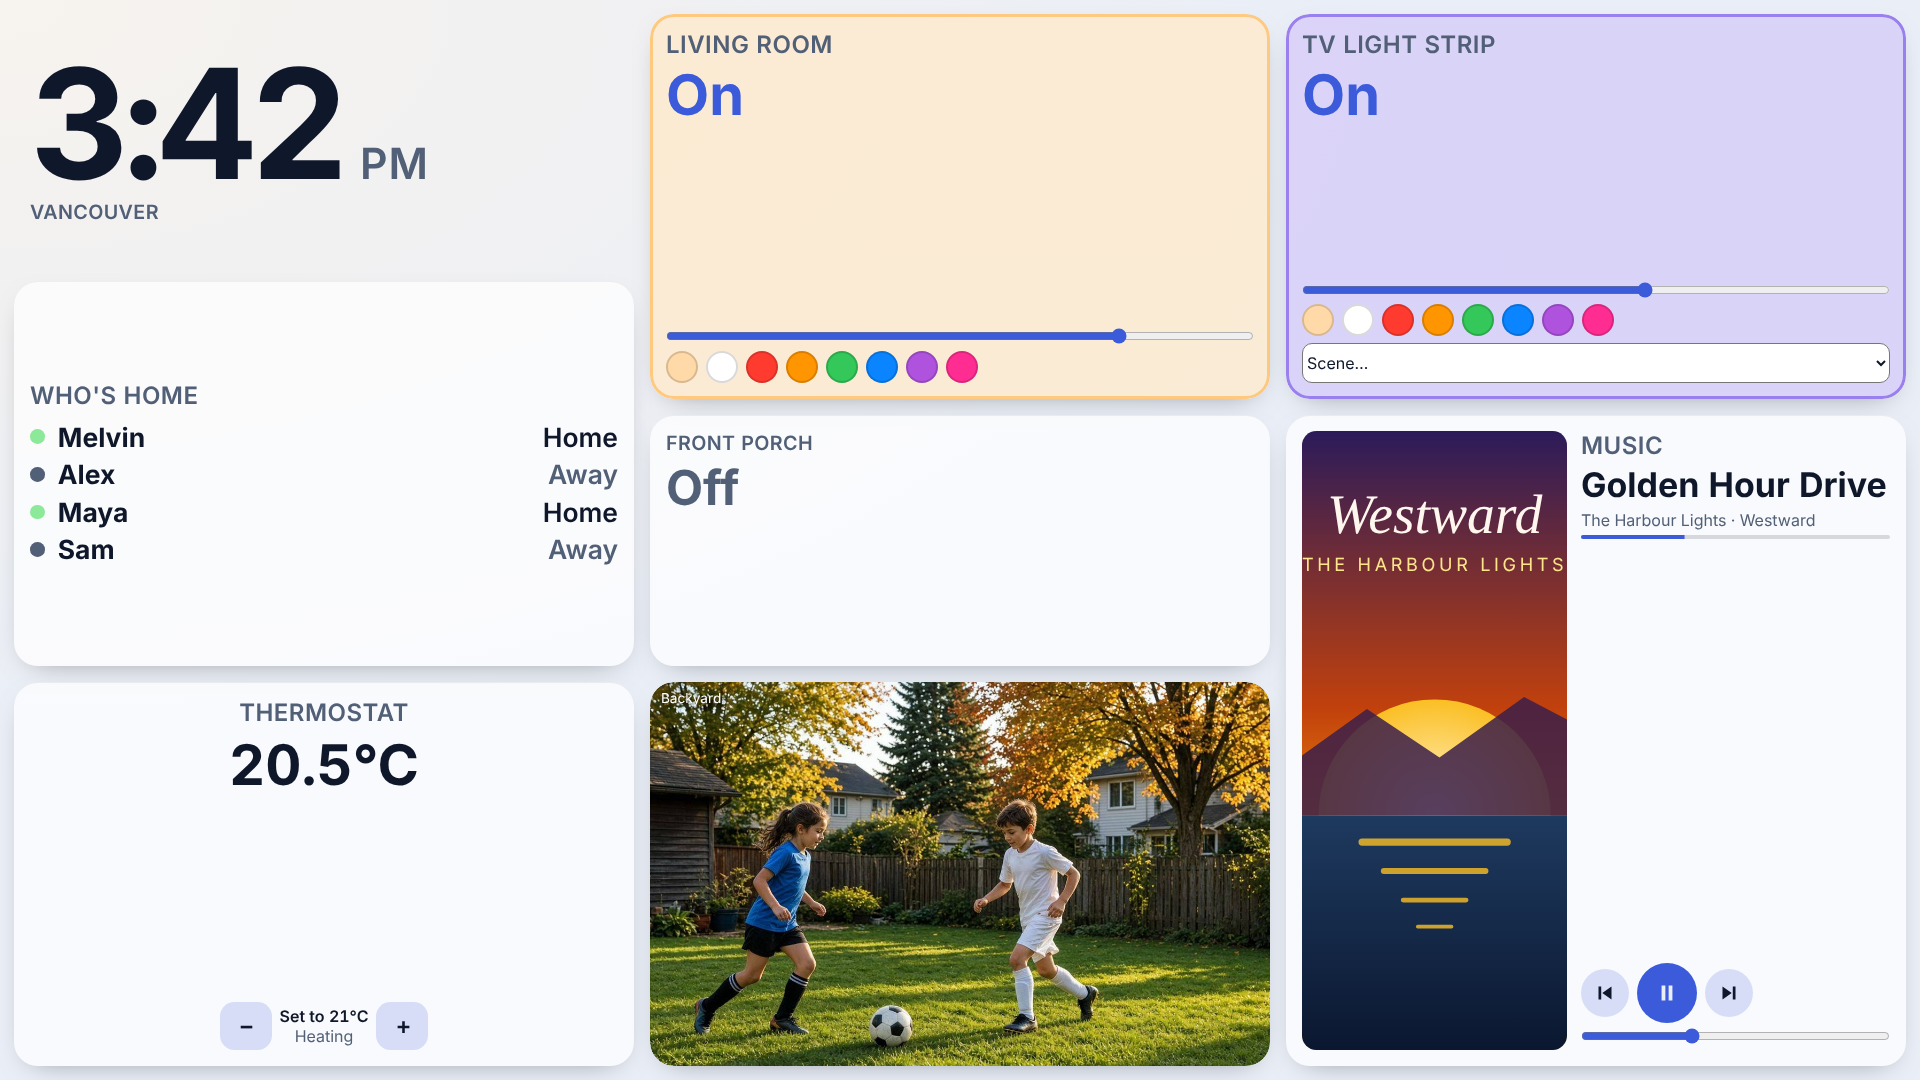 3:42 PM
VANCOUVER
WHO'S HOME
Melvin Home
Alex Away
Maya Home
Sam Away
THERMOSTAT
20.5°C
− Set to 21°C +
Heating
LIVING ROOM
On
FRONT PORCH
Off
Backyard
TV LIGHT STRIP
On
Scene...
Westward
THE HARBOUR LIGHTS
MUSIC
Golden Hour Drive
The Harbour Lights · Westward